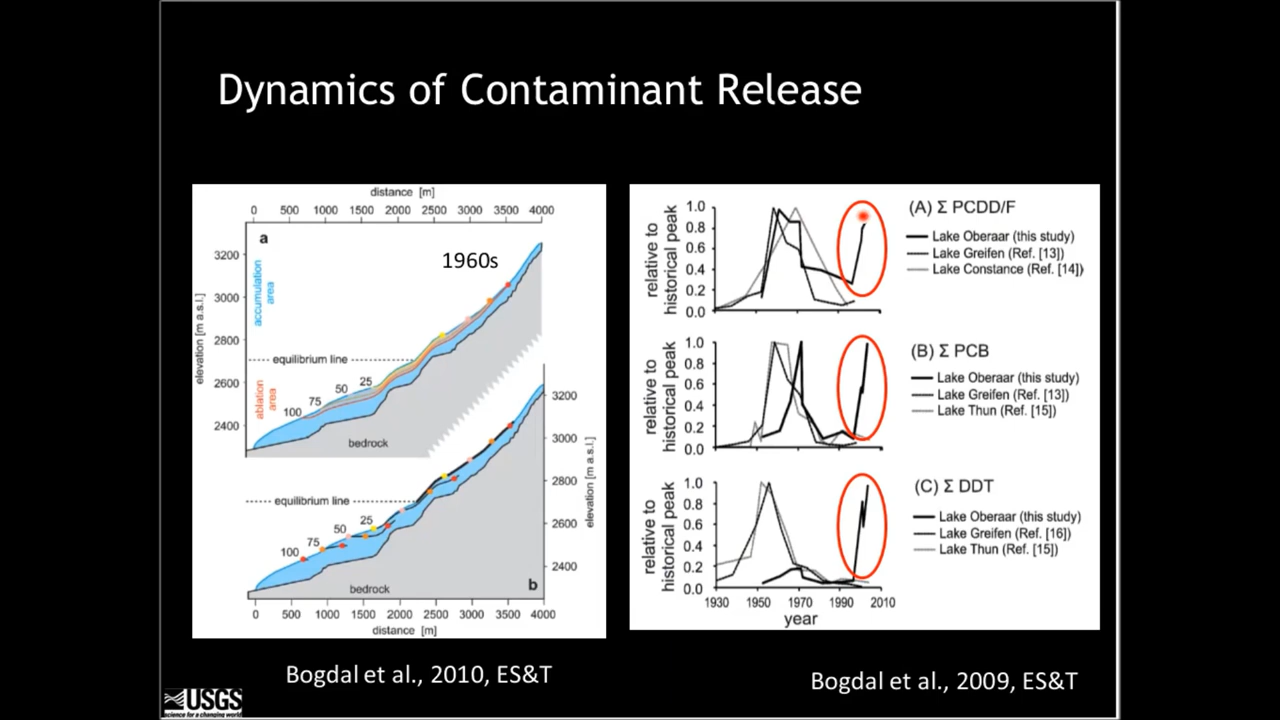 Dynamics of Contaminant Release
distance [m]
0 500 1000 1500 2000 2500 3000 3500 4000
a
1960s
3200
3000
2800
2600
2400
elevation [m a.s.l.]
accumulation
area
equilibrium line
ablation
area
25
50
75
100
bedrock
3200
3000
2800
2600
2400
elevation [m a.s.l.]
equilibrium line
25
50
75
100
bedrock
b
0 500 1000 1500 2000 2500 3000 3500 4000
distance [m]
Bogdal et al., 2010, ES&T
relative to
historical peak
1.0
0.8
0.6
0.4
0.2
0.0
(A) Σ PCDD/F
Lake Oberaar (this study)
Lake Greifen (Ref. [13])
Lake Constance (Ref. [14])
relative to
historical peak
1.0
0.8
0.6
0.4
0.2
0.0
(B) Σ PCB
Lake Oberaar (this study)
Lake Greifen (Ref. [13])
Lake Thun (Ref. [15])
relative to
historical peak
1.0
0.8
0.6
0.4
0.2
0.0
(C) Σ DDT
Lake Oberaar (this study)
Lake Greifen (Ref. [16])
Lake Thun (Ref. [15])
1930 1950 1970 1990 2010
year
Bogdal et al., 2009, ES&T
USGS
science for a changing world